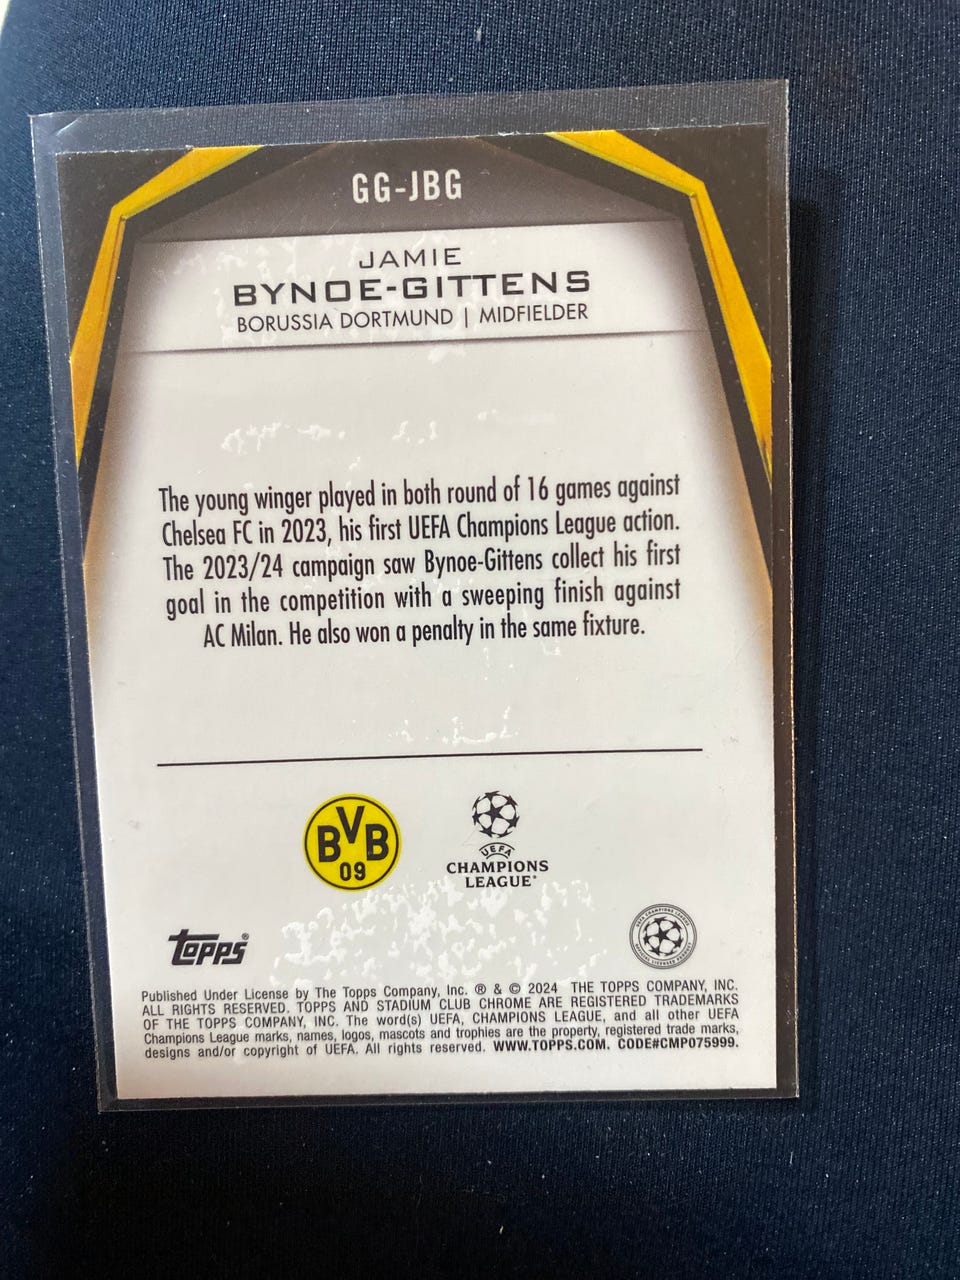 GG-JBG
JAMIE
BYNOE-GITTENS
BORUSSIA DORTMUND | MIDFIELDER
The young winger played in both round of 16 games against
Chelsea FC in 2023, his first UEFA Champions League action.
The 2023/24 campaign saw Bynoe-Gittens collect his first
goal in the competition with a sweeping finish against
AC Milan. He also won a penalty in the same fixture.
BVB
09
UEFA
CHAMPIONS
LEAGUE®
Topps®
Published Under License by The Topps Company, Inc. ® & © 2024 THE TOPPS COMPANY, INC.
ALL RIGHTS RESERVED. TOPPS AND STADIUM CLUB CHROME ARE REGISTERED TRADEMARKS
OF THE TOPPS COMPANY, INC. The word(s) UEFA, CHAMPIONS LEAGUE, and all other UEFA
Champions League marks, names, logos, mascots and trophies are the property, registered trade marks,
designs and/or copyright of UEFA. All rights reserved. WWW.TOPPS.COM. CODE#CMP075999.